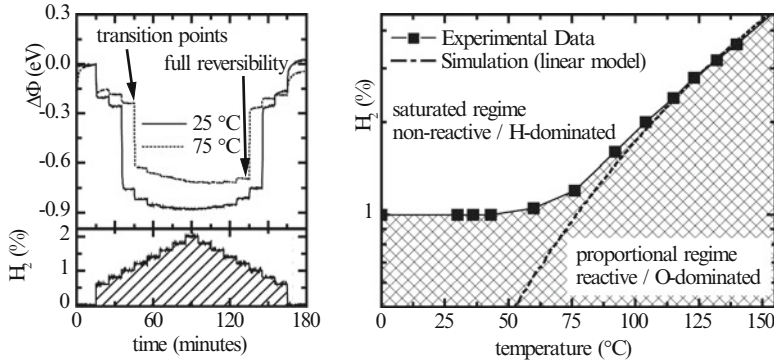 0.3
0.0
-0.3
-0.6
-0.9
ΔΦ (eV)
transition points
full reversibility
25 °C
75 °C
2
1
0
H2(%)
0 60 120 180
time (minutes)
H2(%)
1
Experimental Data
Simulation (linear model)
saturated regime
non-reactive / H-dominated
proportional regime
reactive / O-dominated
0 25 50 75 100 125 150
temperature (°C)